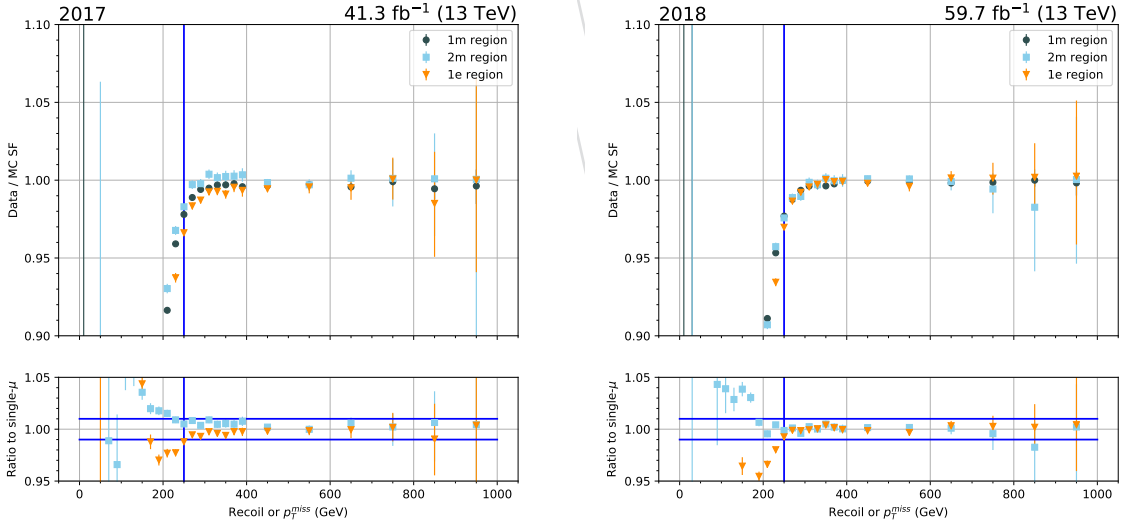 2017 41.3 fb⁻¹ (13 TeV)
1m region
2m region
1e region
Data / MC SF
1.10
1.05
1.00
0.95
0.90
Ratio to single-μ
1.05
1.00
0.95
0 200 400 600 800 1000
Recoil or p_T^miss (GeV)
2018 59.7 fb⁻¹ (13 TeV)
1m region
2m region
1e region
Data / MC SF
1.10
1.05
1.00
0.95
0.90
Ratio to single-μ
1.05
1.00
0.95
0 200 400 600 800 1000
Recoil or p_T^miss (GeV)